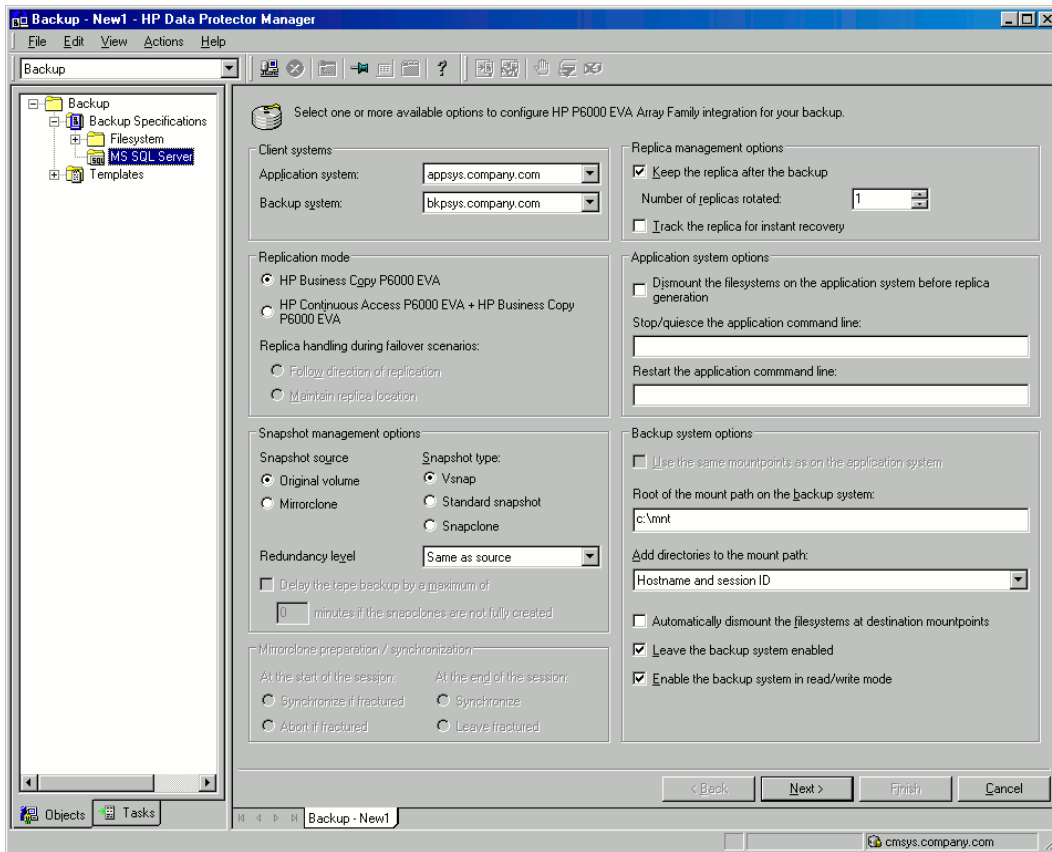 Backup - New1 - HP Data Protector Manager
File Edit View Actions Help
Backup
Backup
Backup Specifications
Filesystem
MS SQL Server
Templates
Objects Tasks
Select one or more available options to configure HP P6000 EVA Array Family integration for your backup.
Client systems
Application system: appsys.company.com
Backup system: bkpsys.company.com
Replication mode
HP Business Copy P6000 EVA
HP Continuous Access P6000 EVA + HP Business Copy
P6000 EVA
Replica handling during failover scenarios:
Follow direction of replication
Maintain replica location
Snapshot management options
Snapshot source Snapshot type:
Original volume Vsnap
Mirrorclone Standard snapshot
Snapclone
Redundancy level Same as source
Delay the tape backup by a maximum of
0 minutes if the snapclones are not fully created
Mirrorclone preparation / synchronization
At the start of the session: At the end of the session:
Synchronize if fractured Synchronize
Abort if fractured Leave fractured
Replica management options
Keep the replica after the backup
Number of replicas rotated: 1
Track the replica for instant recovery
Application system options
Dismount the filesystems on the application system before replica
generation
Stop/quiesce the application command line:
Restart the application commmand line:
Backup system options
Use the same mountpoints as on the application system
Root of the mount path on the backup system:
c:\mnt
Add directories to the mount path:
Hostname and session ID
Automatically dismount the filesystems at destination mountpoints
Leave the backup system enabled
Enable the backup system in read/write mode
< Back Next > Finish Cancel
Backup - New1
cmsys.company.com